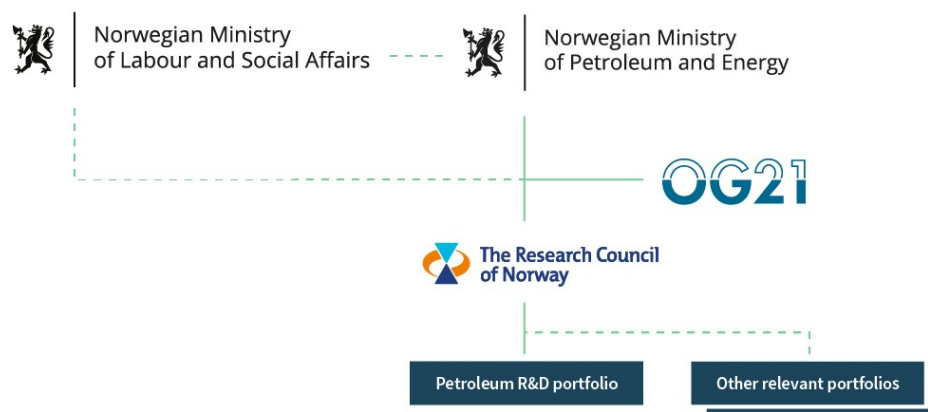 Norwegian Ministry
of Labour and Social Affairs
Norwegian Ministry
of Petroleum and Energy
OG21
The Research Council
of Norway
Petroleum R&D portfolio
Other relevant portfolios